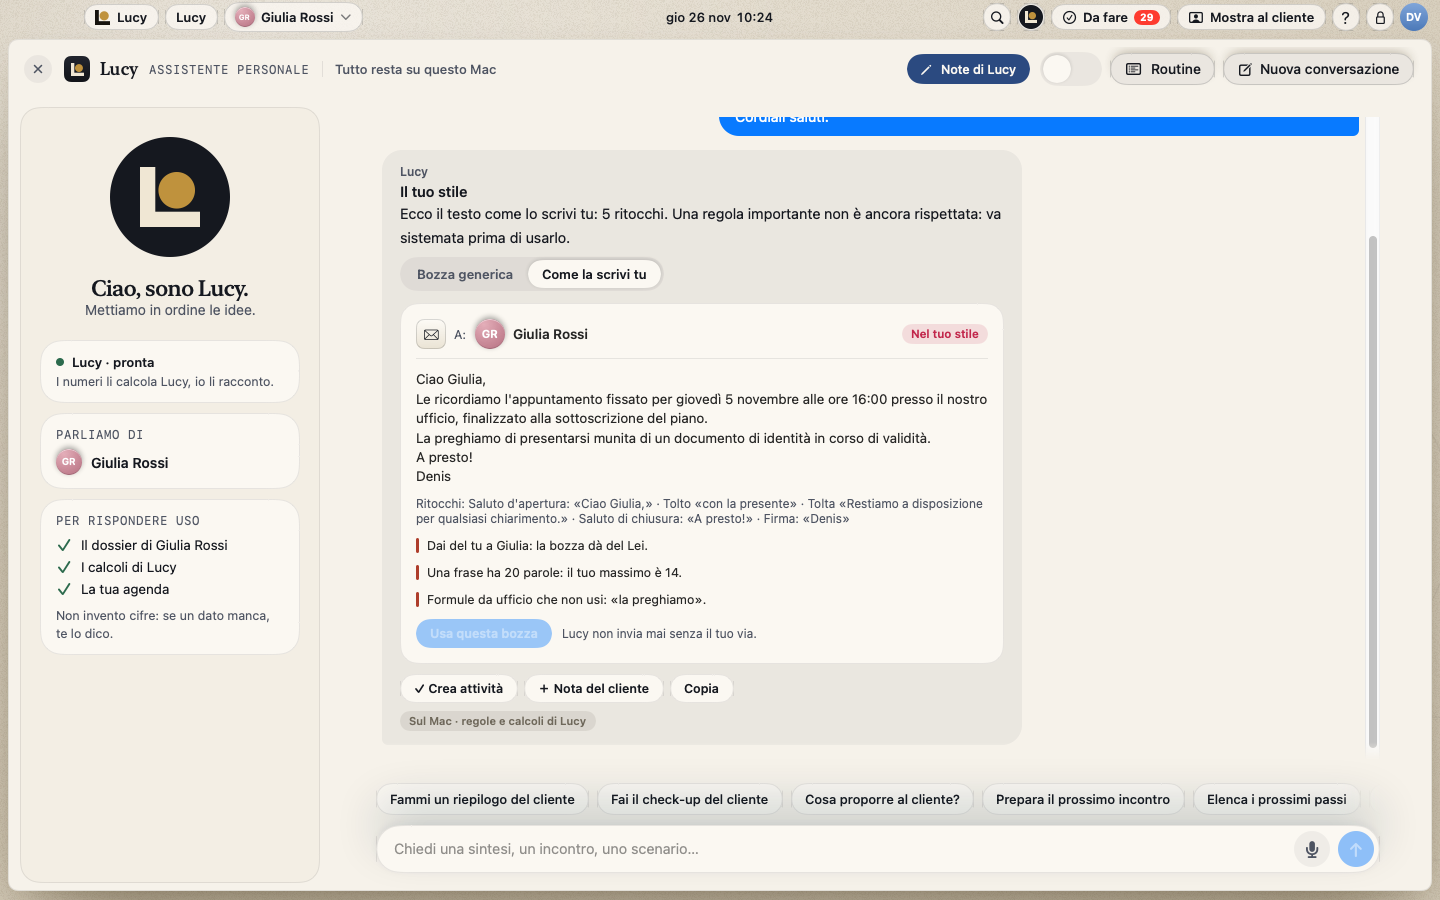 Lucy
Lucy
GR Giulia Rossi
gio 26 nov 10:24
Da fare 29
Mostra al cliente
?
DV
Lucy ASSISTENTE PERSONALE Tutto resta su questo Mac
Note di Lucy
Routine
Nuova conversazione
Ciao, sono Lucy.
Mettiamo in ordine le idee.
Lucy · pronta
I numeri li calcola Lucy, io li racconto.
PARLIAMO DI
GR Giulia Rossi
PER RISPONDERE USO
Il dossier di Giulia Rossi
I calcoli di Lucy
La tua agenda
Non invento cifre: se un dato manca,
te lo dico.
Cordiali saluti.
Lucy
Il tuo stile
Ecco il testo come lo scrivi tu: 5 ritocchi. Una regola importante non è ancora rispettata: va
sistemata prima di usarlo.
Bozza generica
Come la scrivi tu
A: GR Giulia Rossi
Nel tuo stile
Ciao Giulia,
Le ricordiamo l'appuntamento fissato per giovedì 5 novembre alle ore 16:00 presso il nostro
ufficio, finalizzato alla sottoscrizione del piano.
La preghiamo di presentarsi munita di un documento di identità in corso di validità.
A presto!
Denis
Ritocchi: Saluto d'apertura: «Ciao Giulia,» · Tolto «con la presente» · Tolta «Restiamo a disposizione
per qualsiasi chiarimento.» · Saluto di chiusura: «A presto!» · Firma: «Denis»
Dai del tu a Giulia: la bozza dà del Lei.
Una frase ha 20 parole: il tuo massimo è 14.
Formule da ufficio che non usi: «la preghiamo».
Usa questa bozza
Lucy non invia mai senza il tuo via.
Crea attività
+ Nota del cliente
Copia
Sul Mac · regole e calcoli di Lucy
Fammi un riepilogo del cliente
Fai il check-up del cliente
Cosa proporre al cliente?
Prepara il prossimo incontro
Elenca i prossimi passi
Chiedi una sintesi, un incontro, uno scenario...